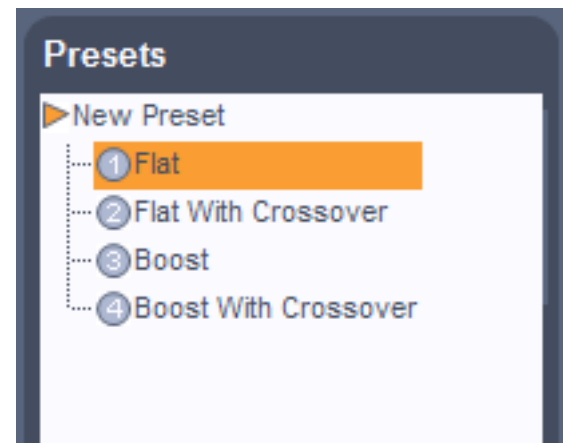 Presets
New Preset
1 Flat
2 Flat With Crossover
3 Boost
4 Boost With Crossover